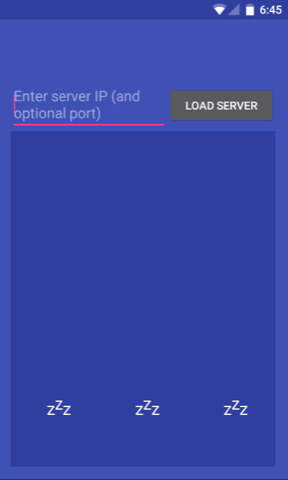 6:45
Enter server IP (and
optional port)
LOAD SERVER
zzz zzz zzz